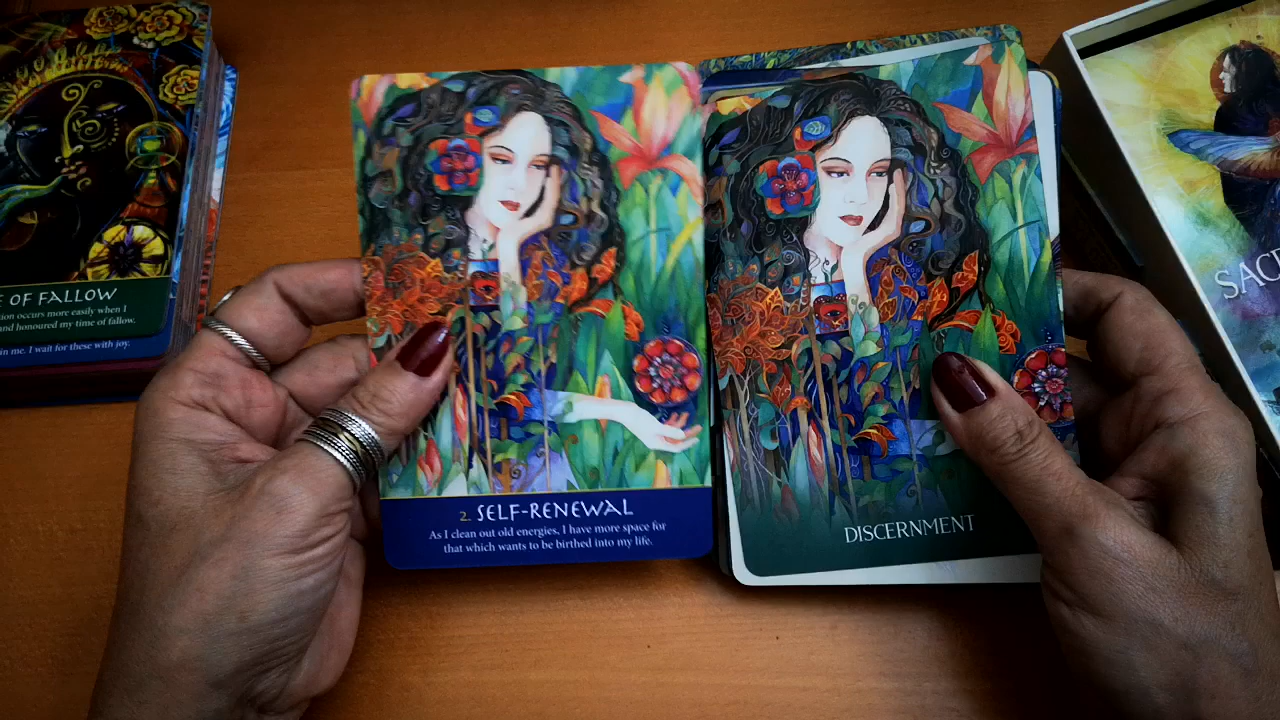 E OF FALLOW
tion occurs more easily when I
and honoured my time of fallow.
in me. I wait for these with joy.
2. SELF-RENEWAL
As I clean out old energies, I have more space for
that which wants to be birthed into my life.
DISCERNMENT
SAC